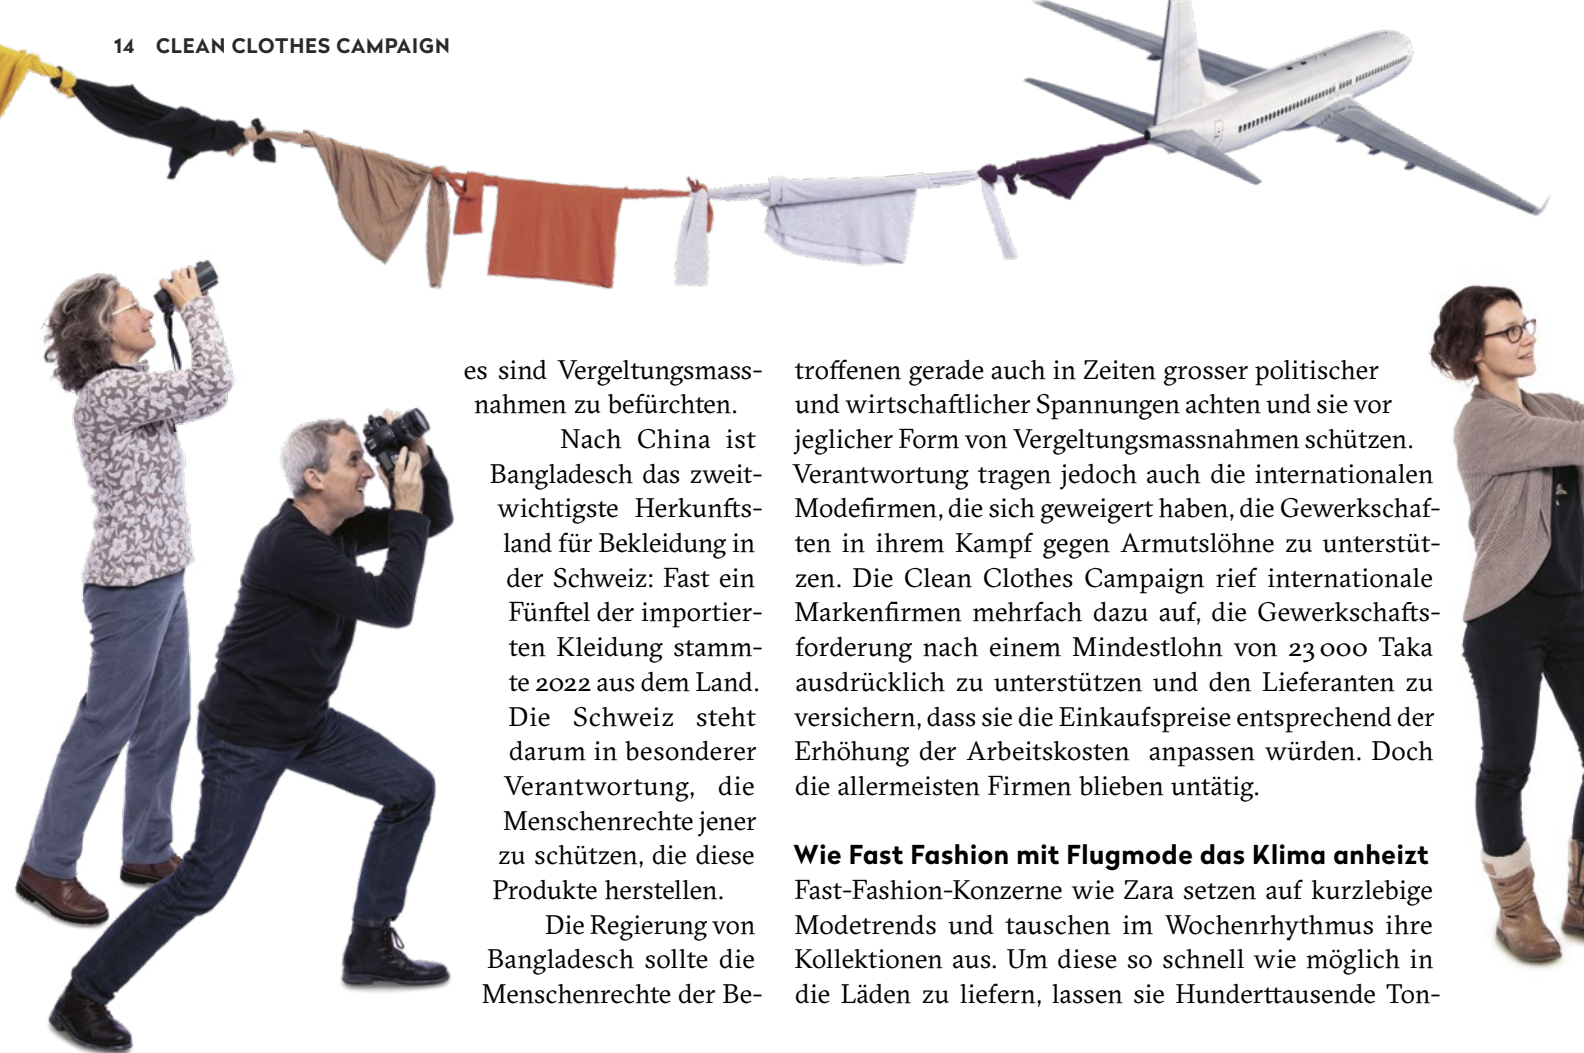 14 CLEAN CLOTHES CAMPAIGN
es sind Vergeltungsmass-
nahmen zu befürchten.
Nach China ist
Bangladesch das zweit-
wichtigste Herkunfts-
land für Bekleidung in
der Schweiz: Fast ein
Fünftel der importier-
ten Kleidung stamm-
te 2022 aus dem Land.
Die Schweiz steht
darum in besonderer
Verantwortung, die
Menschenrechte jener
zu schützen, die diese
Produkte herstellen.
Die Regierung von
Bangladesch sollte die
Menschenrechte der Be-
troffenen gerade auch in Zeiten grosser politischer
und wirtschaftlicher Spannungen achten und sie vor
jeglicher Form von Vergeltungsmassnahmen schützen.
Verantwortung tragen jedoch auch die internationalen
Modefirmen, die sich geweigert haben, die Gewerkschaf-
ten in ihrem Kampf gegen Armutslöhne zu unterstüt-
zen. Die Clean Clothes Campaign rief internationale
Markenfirmen mehrfach dazu auf, die Gewerkschafts-
forderung nach einem Mindestlohn von 23 000 Taka
ausdrücklich zu unterstützen und den Lieferanten zu
versichern, dass sie die Einkaufspreise entsprechend der
Erhöhung der Arbeitskosten anpassen würden. Doch
die allermeisten Firmen blieben untätig.
Wie Fast Fashion mit Flugmode das Klima anheizt
Fast-Fashion-Konzerne wie Zara setzen auf kurzlebige
Modetrends und tauschen im Wochenrhythmus ihre
Kollektionen aus. Um diese so schnell wie möglich in
die Läden zu liefern, lassen sie Hunderttausende Ton-